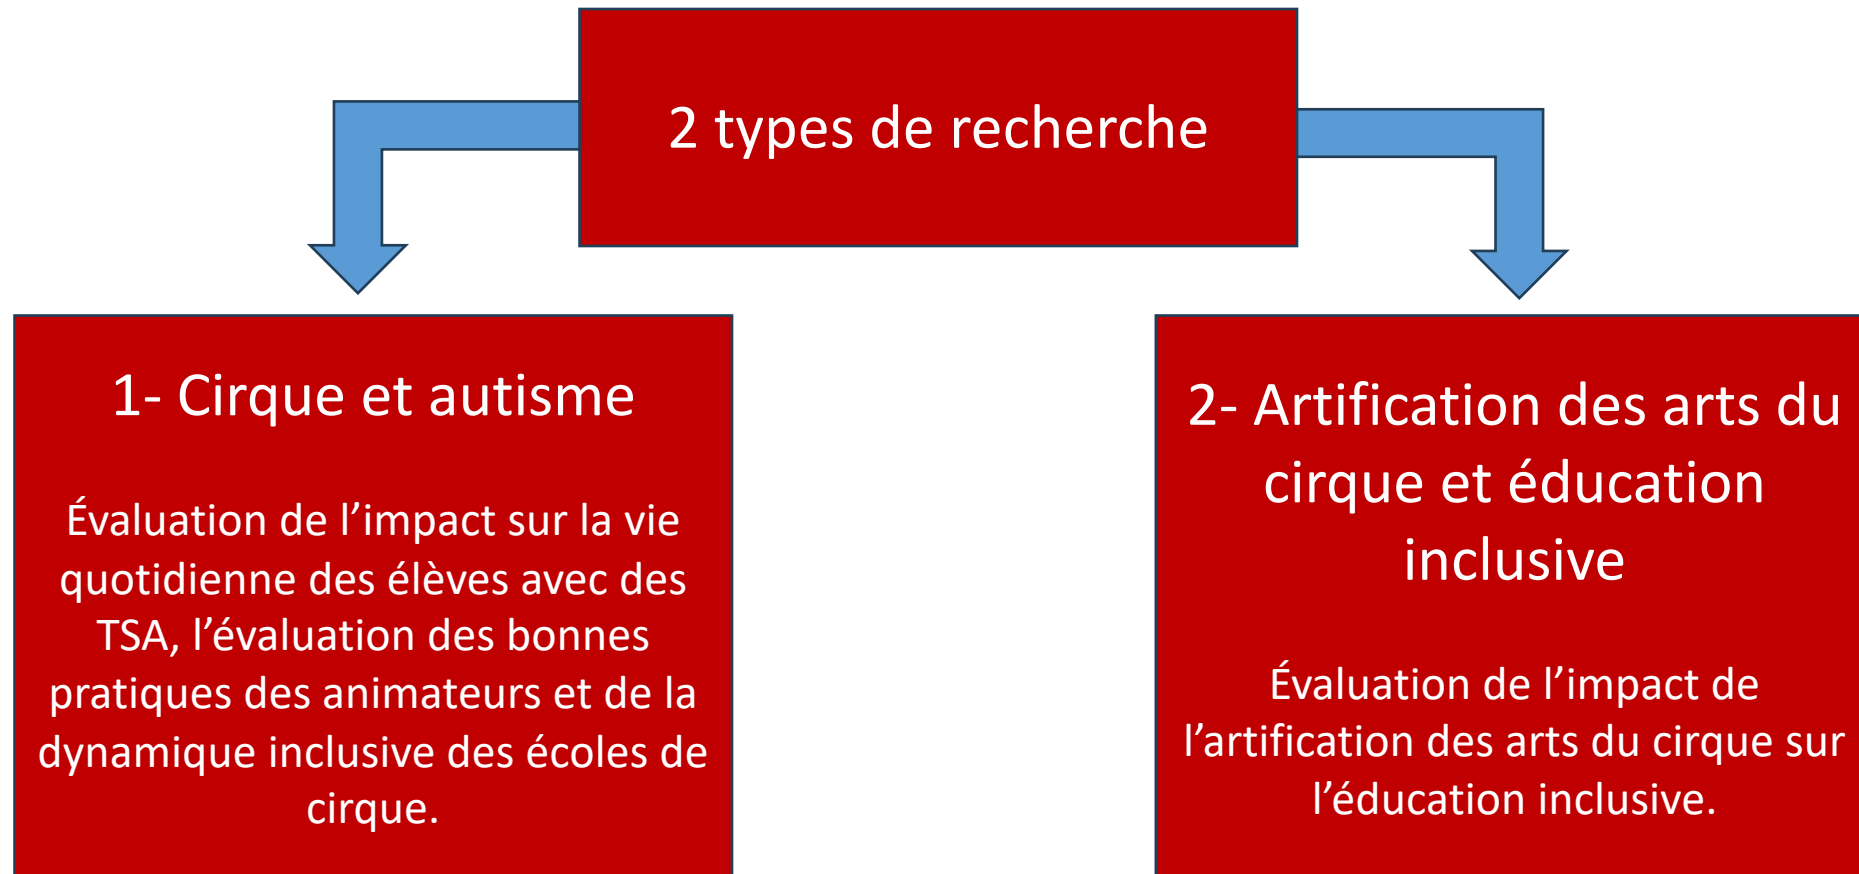 2 types de recherche
1- Cirque et autisme
Évaluation de l’impact sur la vie
quotidienne des élèves avec des
TSA, l’évaluation des bonnes
pratiques des animateurs et de la
dynamique inclusive des écoles de
cirque.
2- Artification des arts du
cirque et éducation
inclusive
Évaluation de l’impact de
l’artification des arts du cirque sur
l’éducation inclusive.